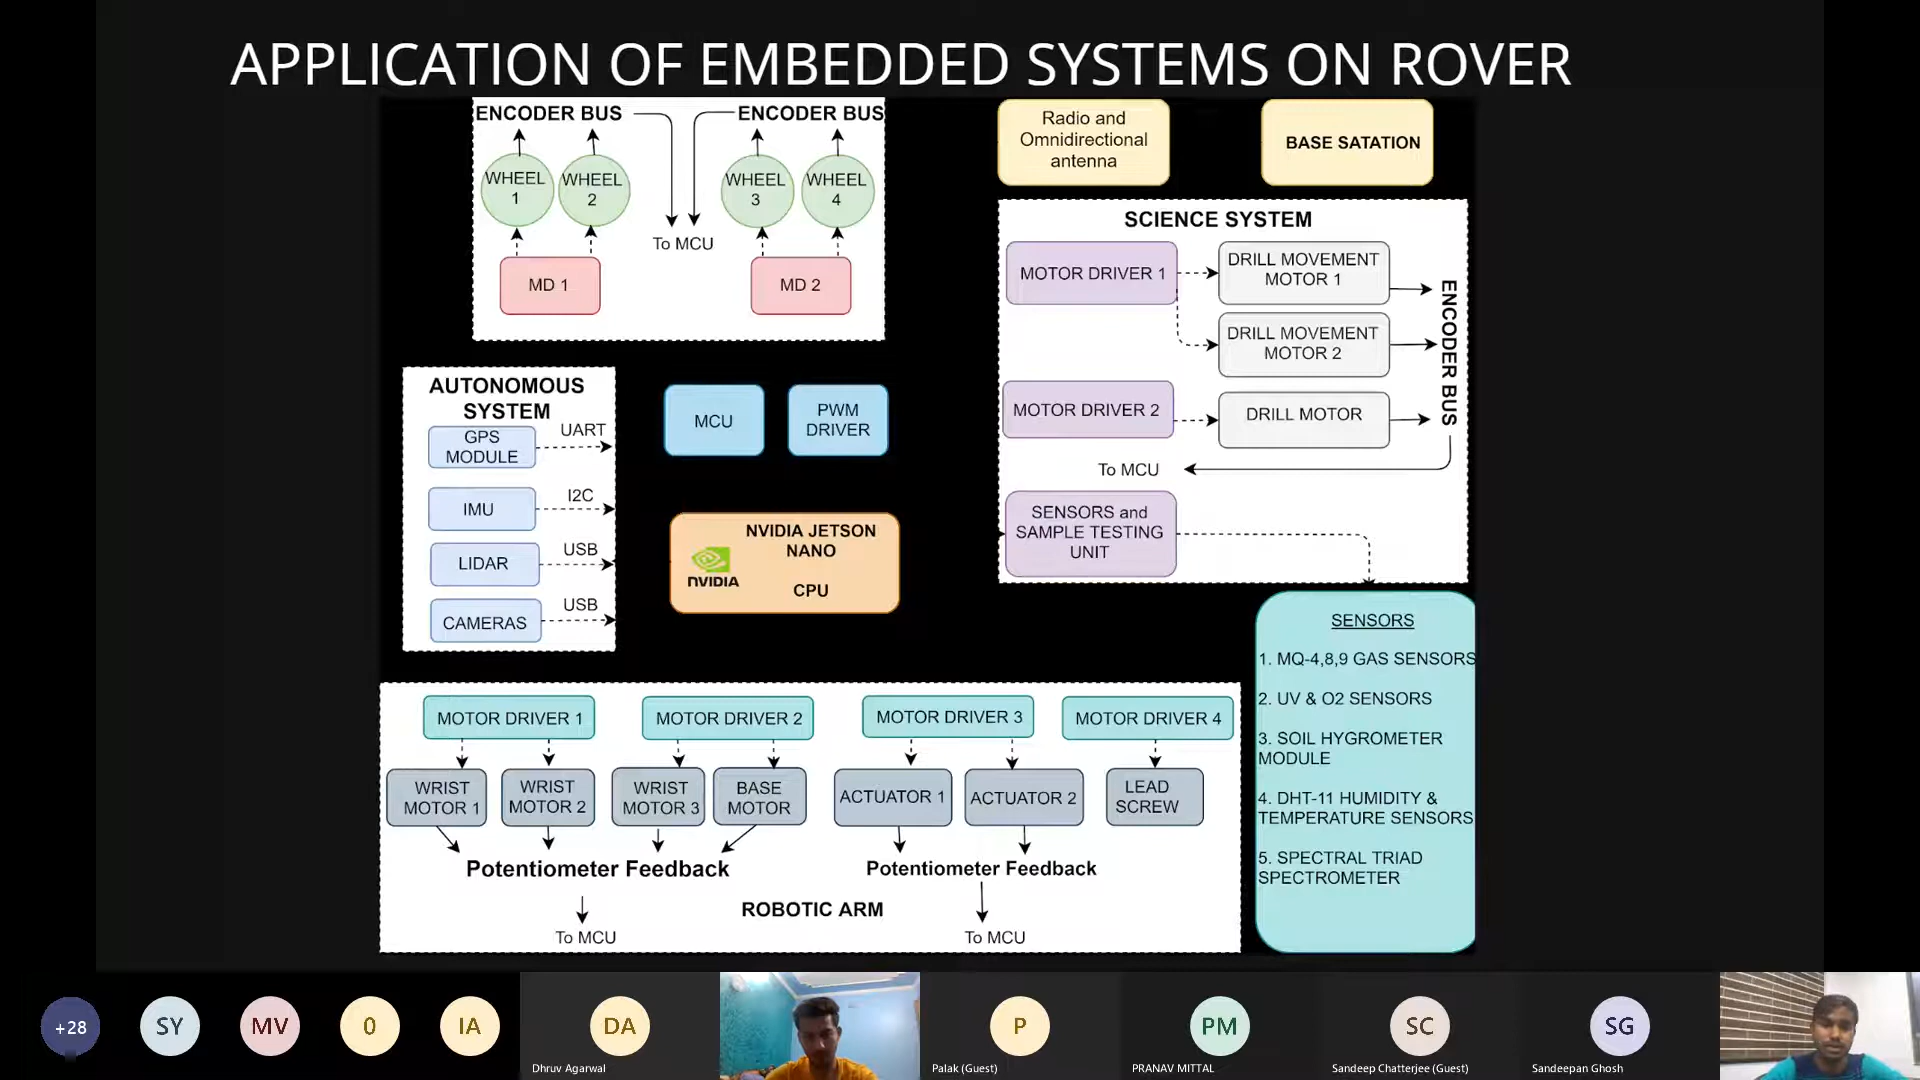 APPLICATION OF EMBEDDED SYSTEMS ON ROVER
ENCODER BUS
ENCODER BUS
WHEEL
1
WHEEL
2
WHEEL
3
WHEEL
4
To MCU
MD 1
MD 2
Radio and
Omnidirectional
antenna
BASE SATATION
SCIENCE SYSTEM
MOTOR DRIVER 1
DRILL MOVEMENT
MOTOR 1
DRILL MOVEMENT
MOTOR 2
MOTOR DRIVER 2
DRILL MOTOR
ENCODER BUS
To MCU
SENSORS and
SAMPLE TESTING
UNIT
AUTONOMOUS
SYSTEM
GPS
MODULE
UART
IMU
I2C
LIDAR
USB
CAMERAS
USB
MCU
PWM
DRIVER
NVIDIA JETSON
NANO
CPU
NVIDIA
SENSORS
1. MQ-4,8,9 GAS SENSORS
2. UV & O2 SENSORS
3. SOIL HYGROMETER
MODULE
4. DHT-11 HUMIDITY &
TEMPERATURE SENSORS
5. SPECTRAL TRIAD
SPECTROMETER
MOTOR DRIVER 1
MOTOR DRIVER 2
MOTOR DRIVER 3
MOTOR DRIVER 4
WRIST
MOTOR 1
WRIST
MOTOR 2
WRIST
MOTOR 3
BASE
MOTOR
ACTUATOR 1
ACTUATOR 2
LEAD
SCREW
Potentiometer Feedback
Potentiometer Feedback
ROBOTIC ARM
To MCU
To MCU
+28
SY
MV
0
IA
DA
Dhruv Agarwal
P
Palak (Guest)
PM
PRANAV MITTAL
SC
Sandeep Chatterjee (Guest)
SG
Sandeepan Ghosh